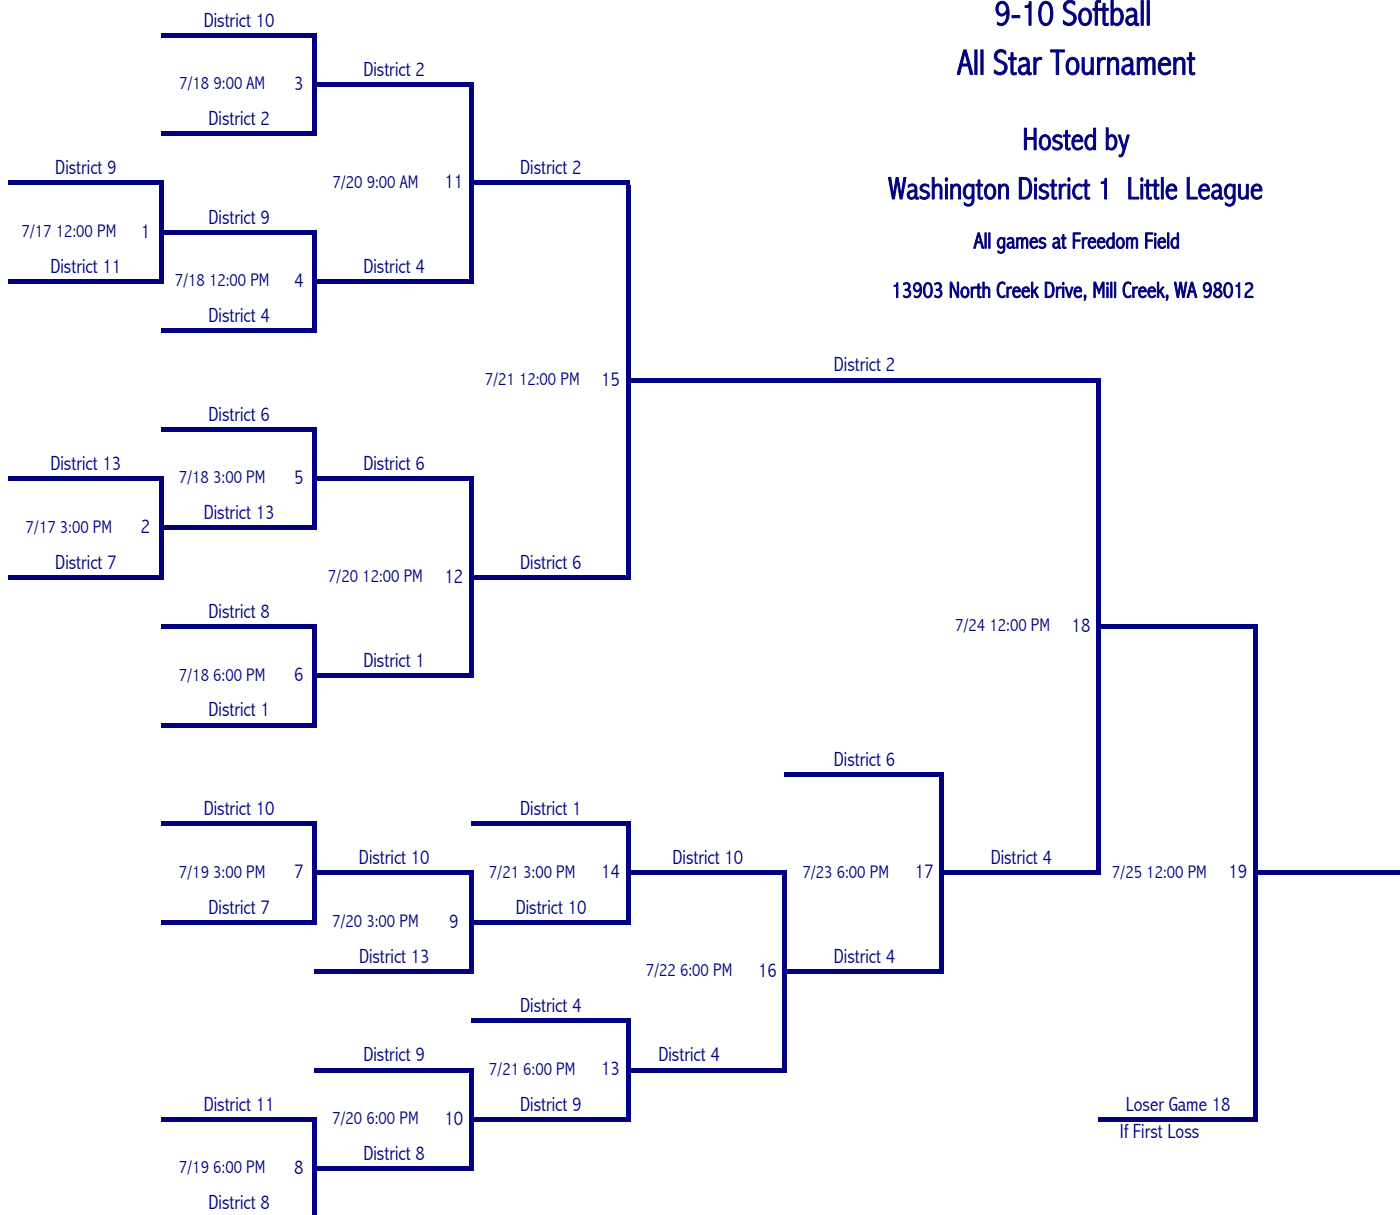 9-10 Softball
All Star Tournament
Hosted by
Washington District 1 Little League
All games at Freedom Field
13903 North Creek Drive, Mill Creek, WA 98012
District 10
District 2
7/18 9:00 AM 3
District 2
District 9
District 2
7/20 9:00 AM 11
District 9
7/17 12:00 PM 1
District 11
District 4
7/18 12:00 PM 4
District 4
District 2
7/21 12:00 PM 15
District 6
District 13
District 6
7/18 3:00 PM 5
District 13
7/17 3:00 PM 2
District 7
District 6
7/20 12:00 PM 12
District 8
7/24 12:00 PM 18
District 1
7/18 6:00 PM 6
District 1
District 6
District 10
District 1
District 10
District 10
District 4
7/19 3:00 PM 7
7/21 3:00 PM 14
7/23 6:00 PM 17
7/25 12:00 PM 19
District 7
District 10
7/20 3:00 PM 9
District 13
District 4
7/22 6:00 PM 16
District 4
District 9
District 4
7/21 6:00 PM 13
District 11
District 9
Loser Game 18
7/20 6:00 PM 10
If First Loss
District 8
7/19 6:00 PM 8
District 8